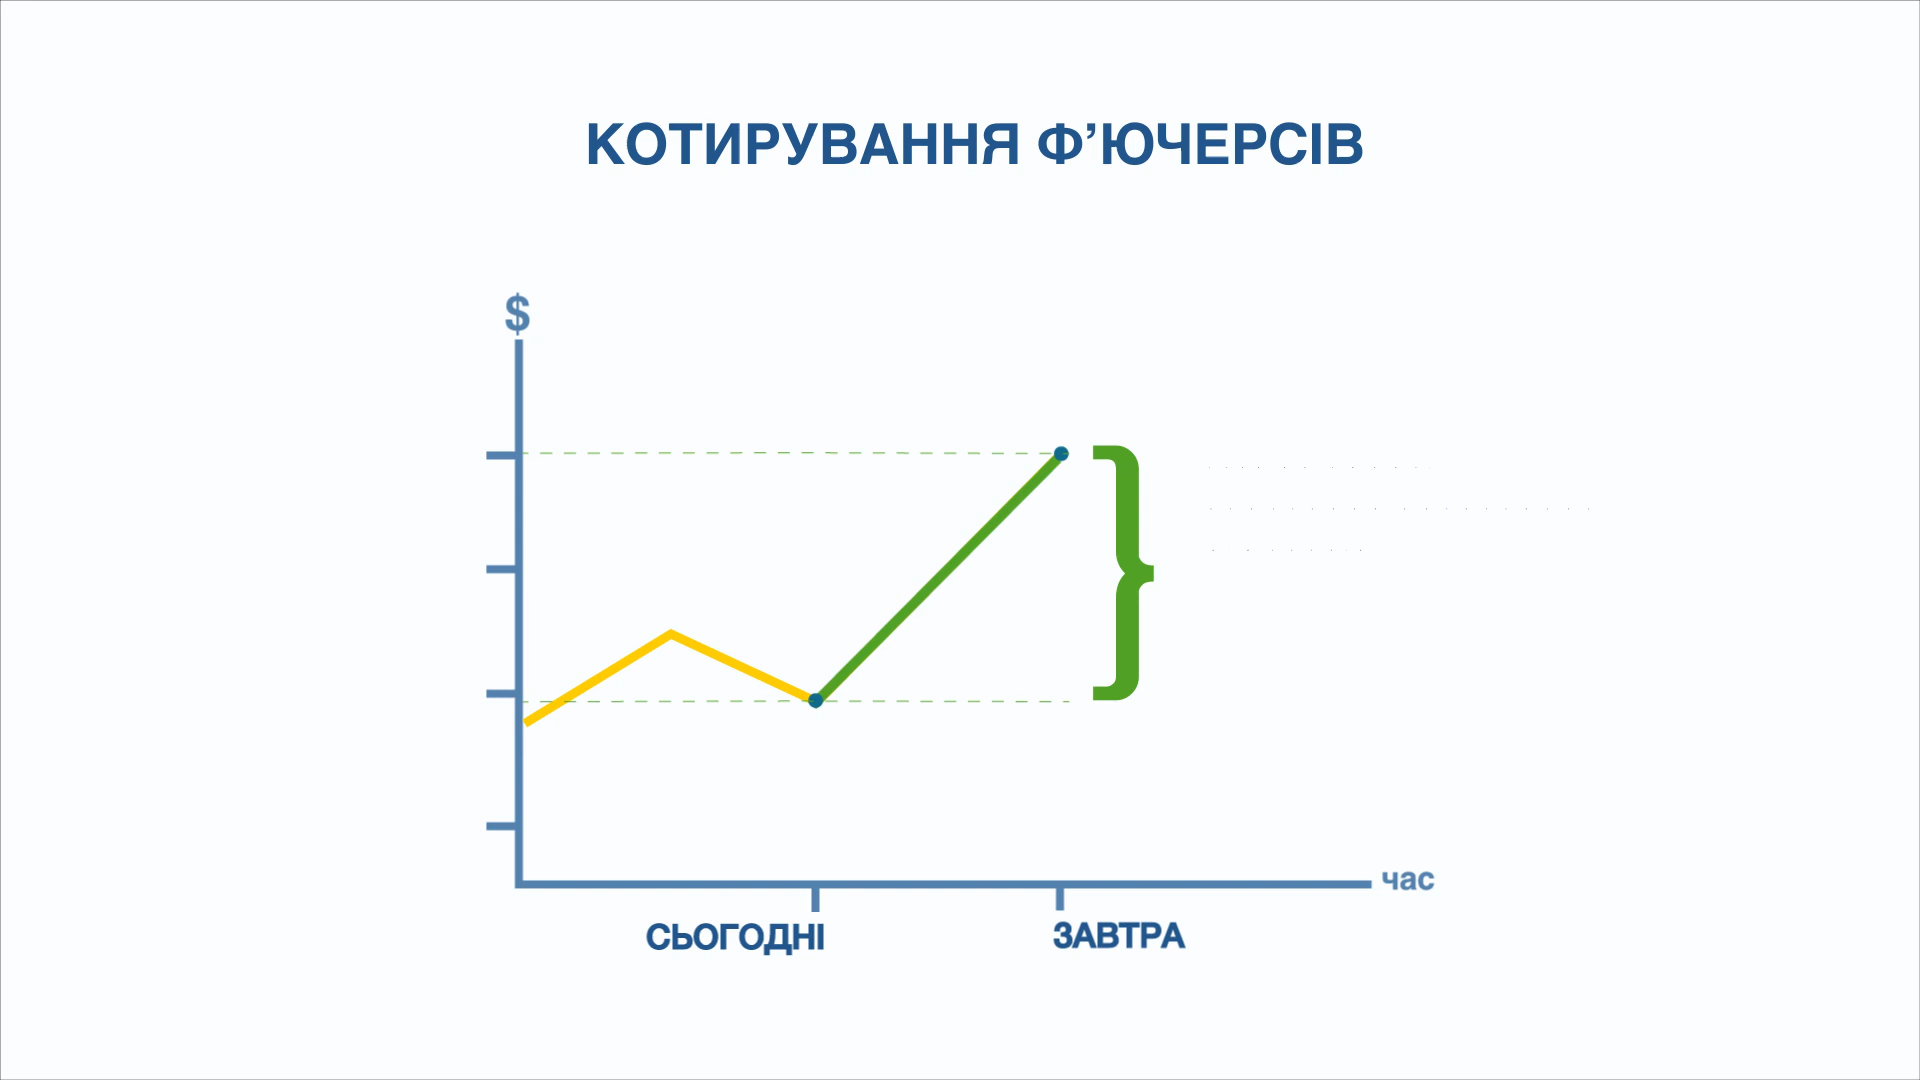 КОТИРУВАННЯ Ф’ЮЧЕРСІВ
$
час
СЬОГОДНІ
ЗАВТРА